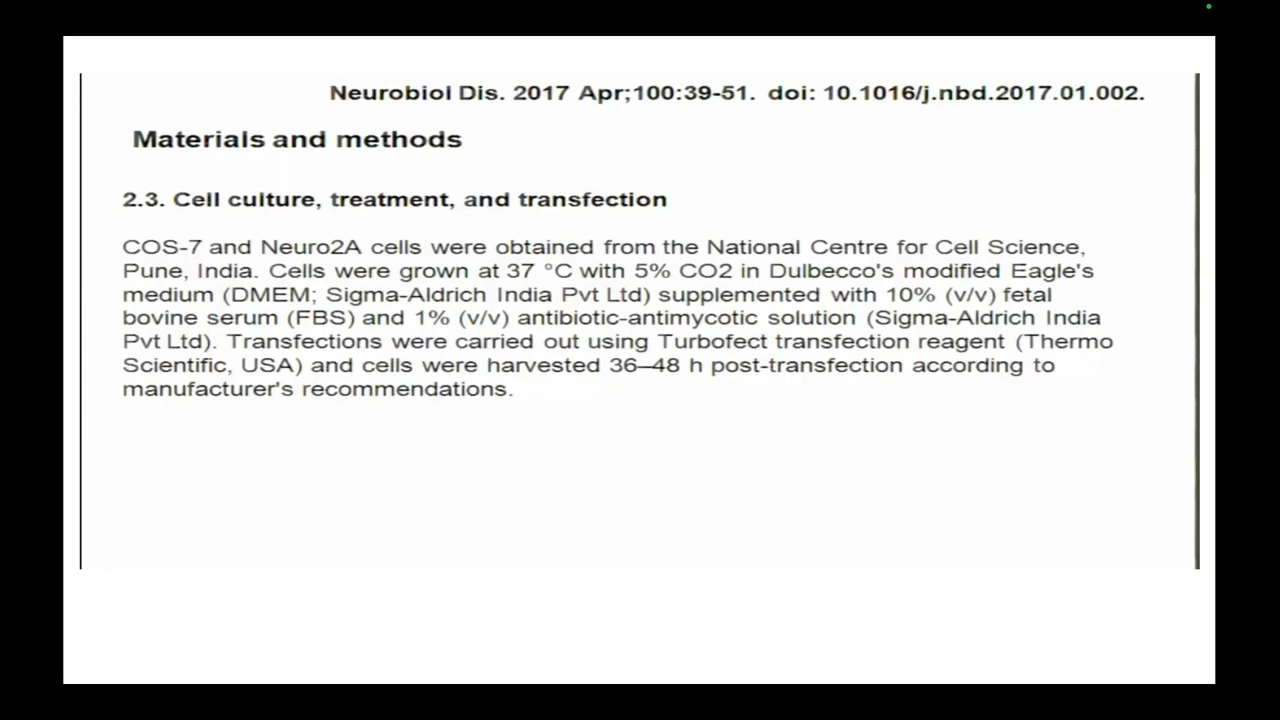 Neurobiol Dis. 2017 Apr;100:39-51. doi: 10.1016/j.nbd.2017.01.002.
Materials and methods
2.3. Cell culture, treatment, and transfection
COS-7 and Neuro2A cells were obtained from the National Centre for Cell Science,
Pune, India. Cells were grown at 37 °C with 5% CO2 in Dulbecco's modified Eagle's
medium (DMEM; Sigma-Aldrich India Pvt Ltd) supplemented with 10% (v/v) fetal
bovine serum (FBS) and 1% (v/v) antibiotic-antimycotic solution (Sigma-Aldrich India
Pvt Ltd). Transfections were carried out using Turbofect transfection reagent (Thermo
Scientific, USA) and cells were harvested 36–48 h post-transfection according to
manufacturer's recommendations.